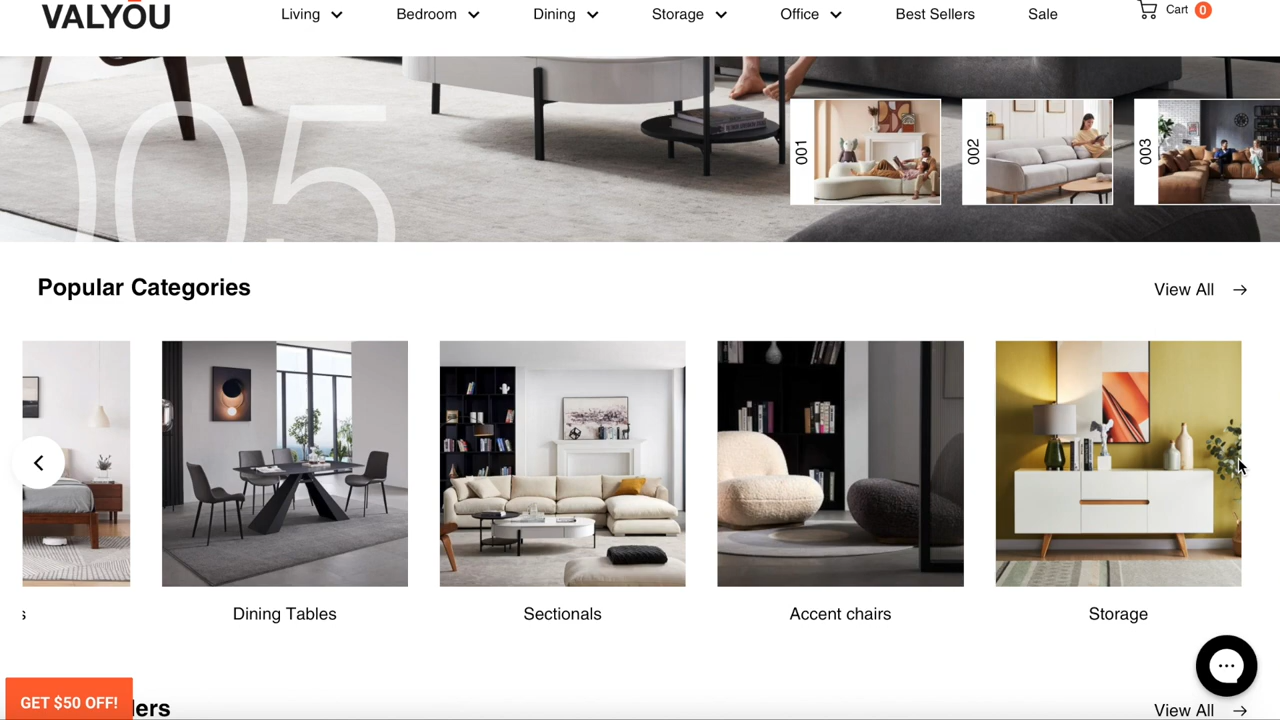 VALYOU
Living
Bedroom
Dining
Storage
Office
Best Sellers
Sale
Cart 0
005
001
002
003
Popular Categories
View All
s
Dining Tables
Sectionals
Accent chairs
Storage
GET $50 OFF!
lers
View All